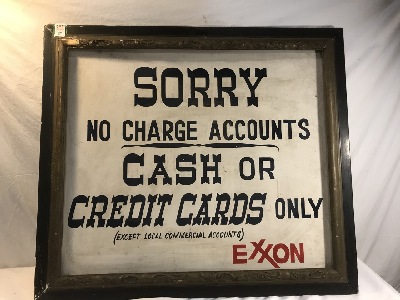 SORRY
NO CHARGE ACCOUNTS
CASH OR
CREDIT CARDS ONLY
(EXCEPT LOCAL COMMERCIAL ACCOUNTS)
EXXON